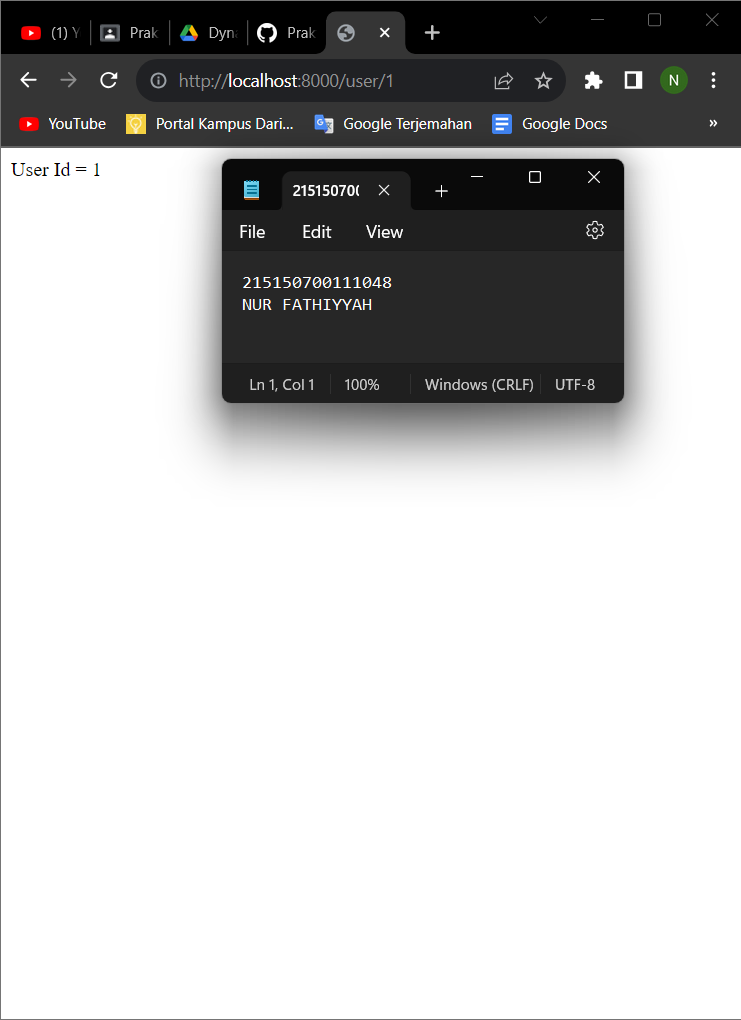 (1) Y
Prak
Dyn
Prak
http://localhost:8000/user/1
N
YouTube
Portal Kampus Dari...
Google Terjemahan
Google Docs
»
User Id = 1
21515070
File Edit View
215150700111048
NUR FATHIYYAH
Ln 1, Col 1 100% Windows (CRLF) UTF-8